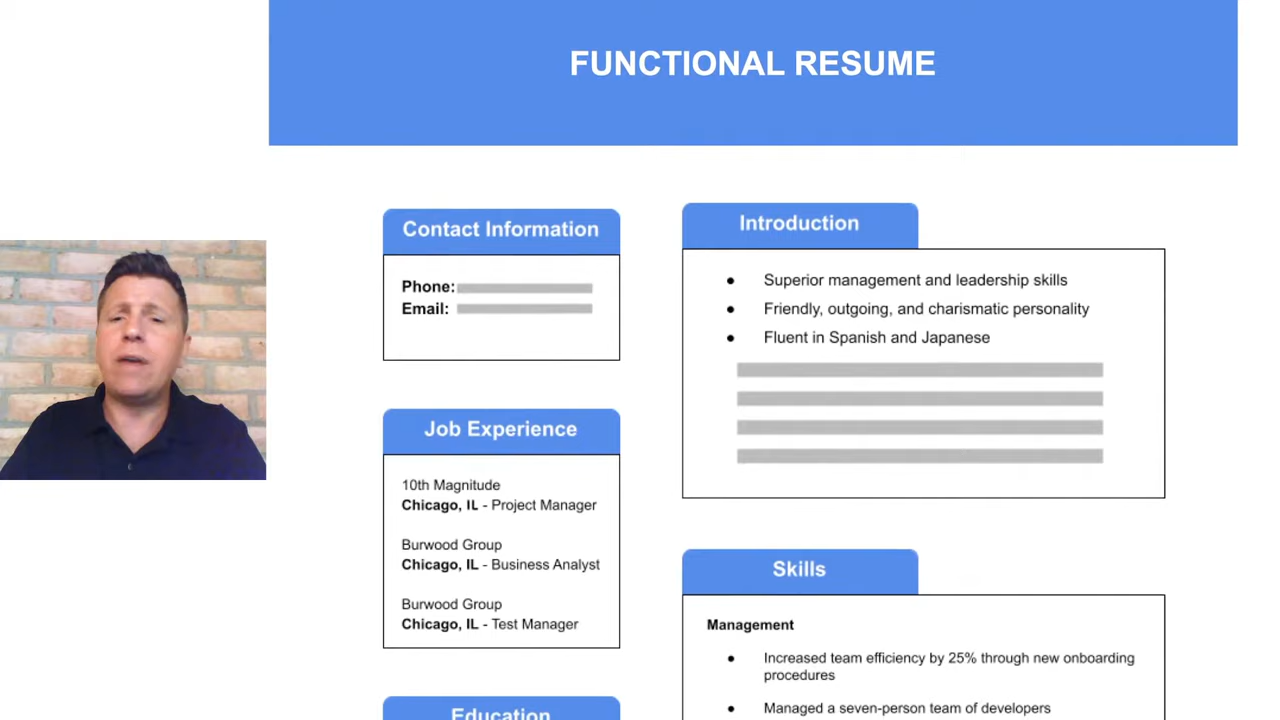 FUNCTIONAL RESUME
Contact Information
Phone:
Email:
Job Experience
10th Magnitude
Chicago, IL - Project Manager
Burwood Group
Chicago, IL - Business Analyst
Burwood Group
Chicago, IL - Test Manager
Education
Introduction
● Superior management and leadership skills
● Friendly, outgoing, and charismatic personality
● Fluent in Spanish and Japanese
Skills
Management
● Increased team efficiency by 25% through new onboarding
procedures
● Managed a seven-person team of developers